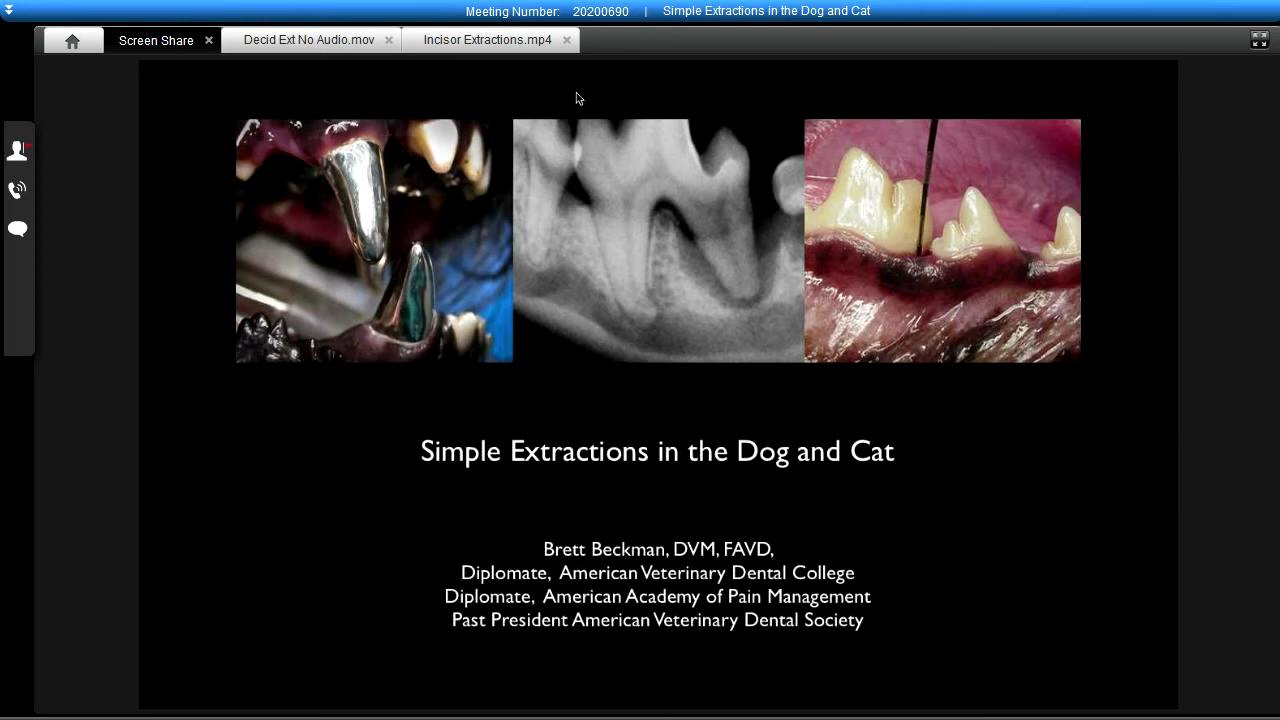 Meeting Number: 20200690 | Simple Extractions in the Dog and Cat
Screen Share
Decid Ext No Audio.mov
Incisor Extractions.mp4
Simple Extractions in the Dog and Cat
Brett Beckman, DVM, FAVD,
Diplomate, American Veterinary Dental College
Diplomate, American Academy of Pain Management
Past President American Veterinary Dental Society